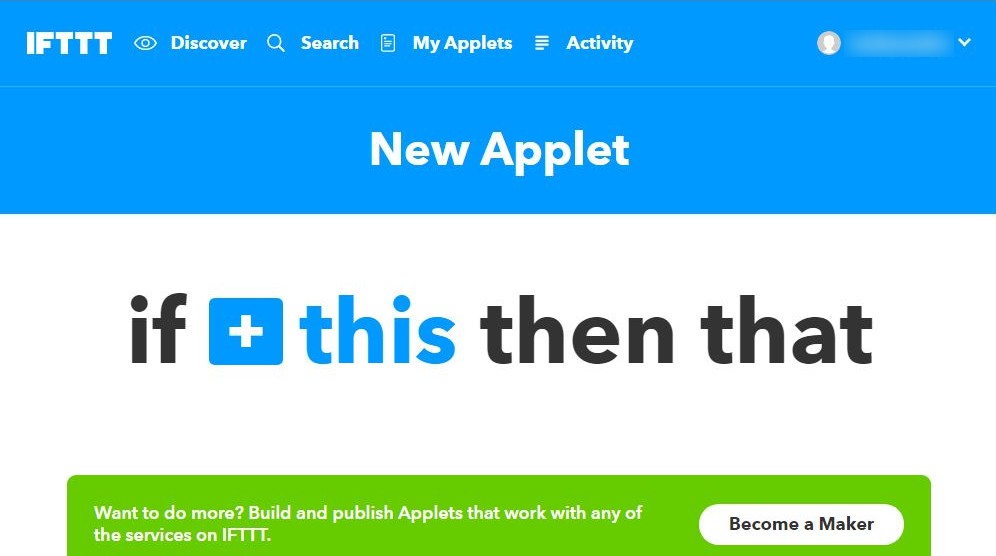 IFTTT Discover Search My Applets Activity
New Applet
if + this then that
Want to do more? Build and publish Applets that work with any of
the services on IFTTT.
Become a Maker